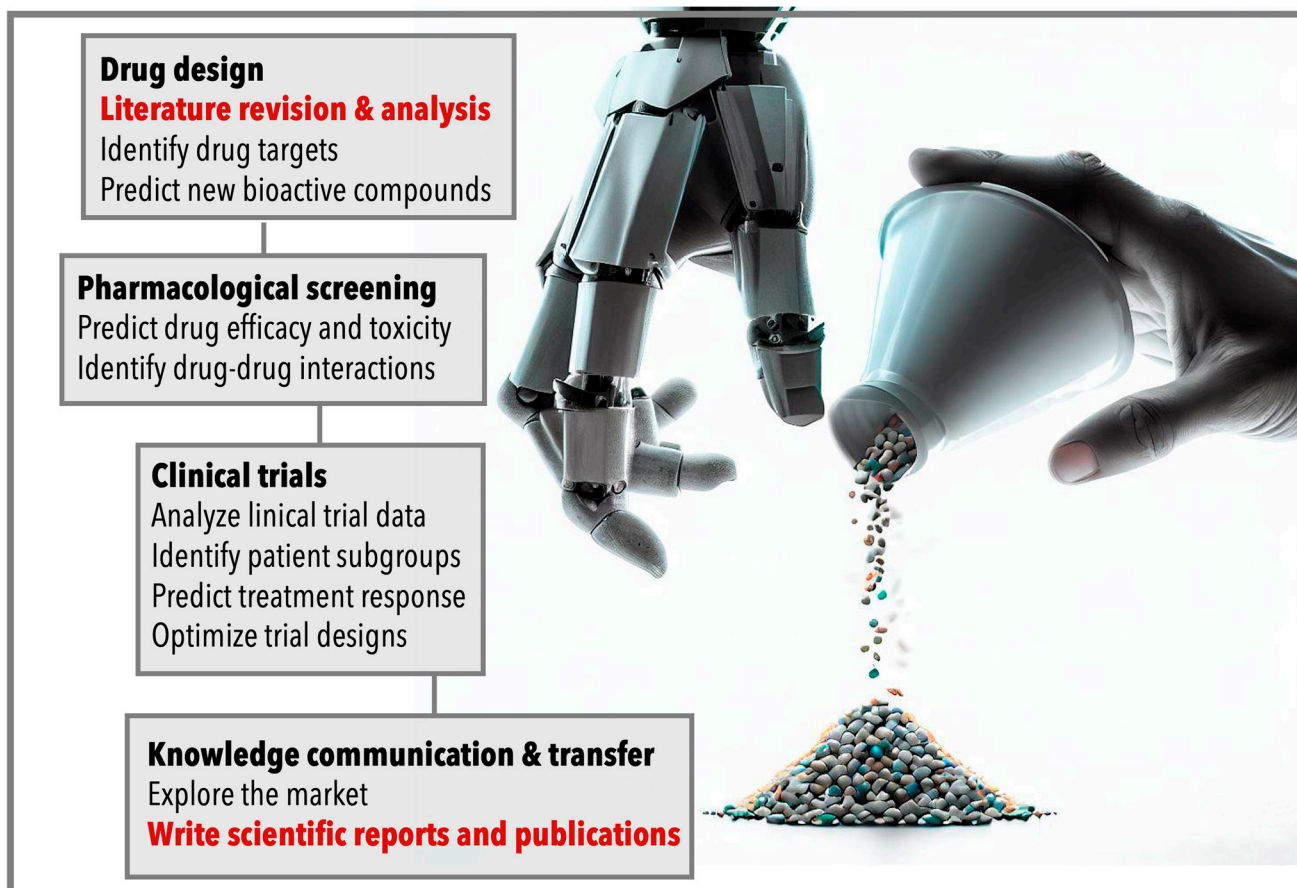 Drug design
Literature revision & analysis
Identify drug targets
Predict new bioactive compounds
Pharmacological screening
Predict drug efficacy and toxicity
Identify drug-drug interactions
Clinical trials
Analyze linical trial data
Identify patient subgroups
Predict treatment response
Optimize trial designs
Knowledge communication & transfer
Explore the market
Write scientific reports and publications